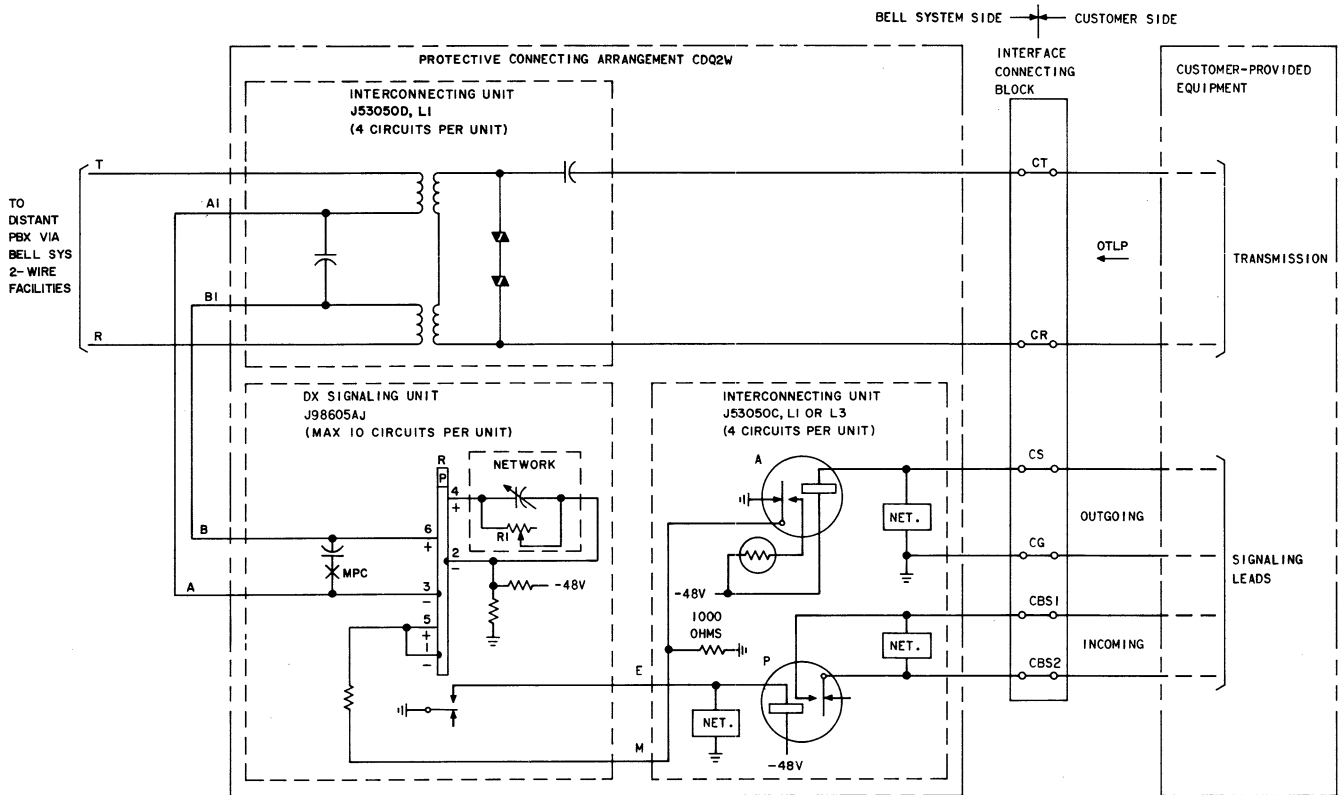 BELL SYSTEM SIDE
CUSTOMER SIDE
PROTECTIVE CONNECTING ARRANGEMENT CDQ2W
INTERFACE
CONNECTING
BLOCK
CUSTOMER-PROVIDED
EQUIPMENT
INTERCONNECTING UNIT
J53050D, L1
(4 CIRCUITS PER UNIT)
T
CT
A1
TO
DISTANT
PBX VIA
BELL SYS
2-WIRE
FACILITIES
OTLP
TRANSMISSION
B1
R
CR
DX SIGNALING UNIT
J98605AJ
(MAX 10 CIRCUITS PER UNIT)
INTERCONNECTING UNIT
J53050C, L1 OR L3
(4 CIRCUITS PER UNIT)
R
P
NETWORK
A
CS
4
+
R1
NET.
OUTGOING
B
6
+
2
-
MPC
-48V
CG
SIGNALING
LEADS
A
3
-
-48V
1000
OHMS
CBS1
5
+
1
-
NET.
INCOMING
P
CBS2
E
NET.
M
-48V